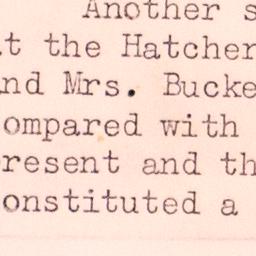 Another s
t the Hatcher
nd Mrs. Bucke
ompared with
resent and th
onstituted a